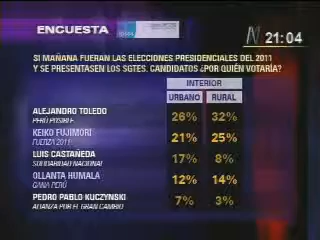 ENCUESTA
N 21:04
SI MAÑANA FUERAN LAS ELECCIONES PRESIDENCIALES DEL 2011
Y SE PRESENTASEN LOS SGTES. CANDIDATOS ¿POR QUIÉN VOTARÍA?
INTERIOR
URBANO RURAL
ALEJANDRO TOLEDO 26% 32%
PERÚ POSIBLE
KEIKO FUJIMORI 21% 25%
FUERZA 2011
LUIS CASTAÑEDA 17% 8%
SOLIDARIDAD NACIONAL
OLLANTA HUMALA 12% 14%
GANA PERÚ
PEDRO PABLO KUCZYNSKI 7% 3%
ALIANZA POR EL GRAN CAMBIO